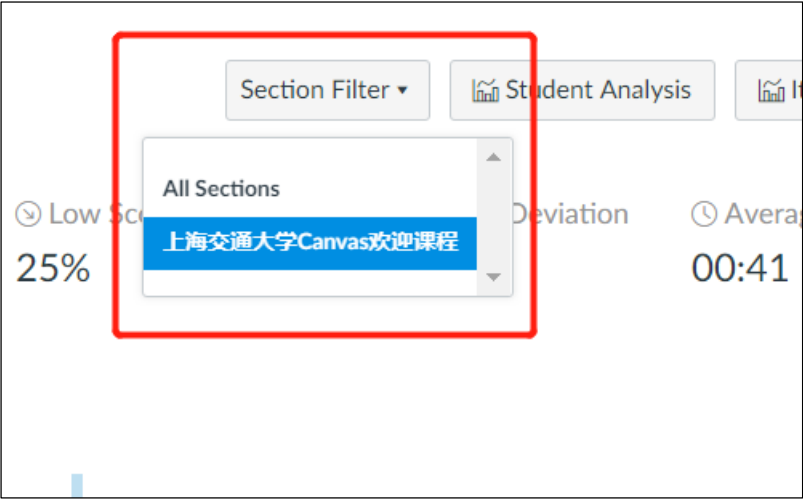 Section Filter
Student Analysis
All Sections
Low
Deviation
上海交通大学Canvas欢迎课程
25%
00:41